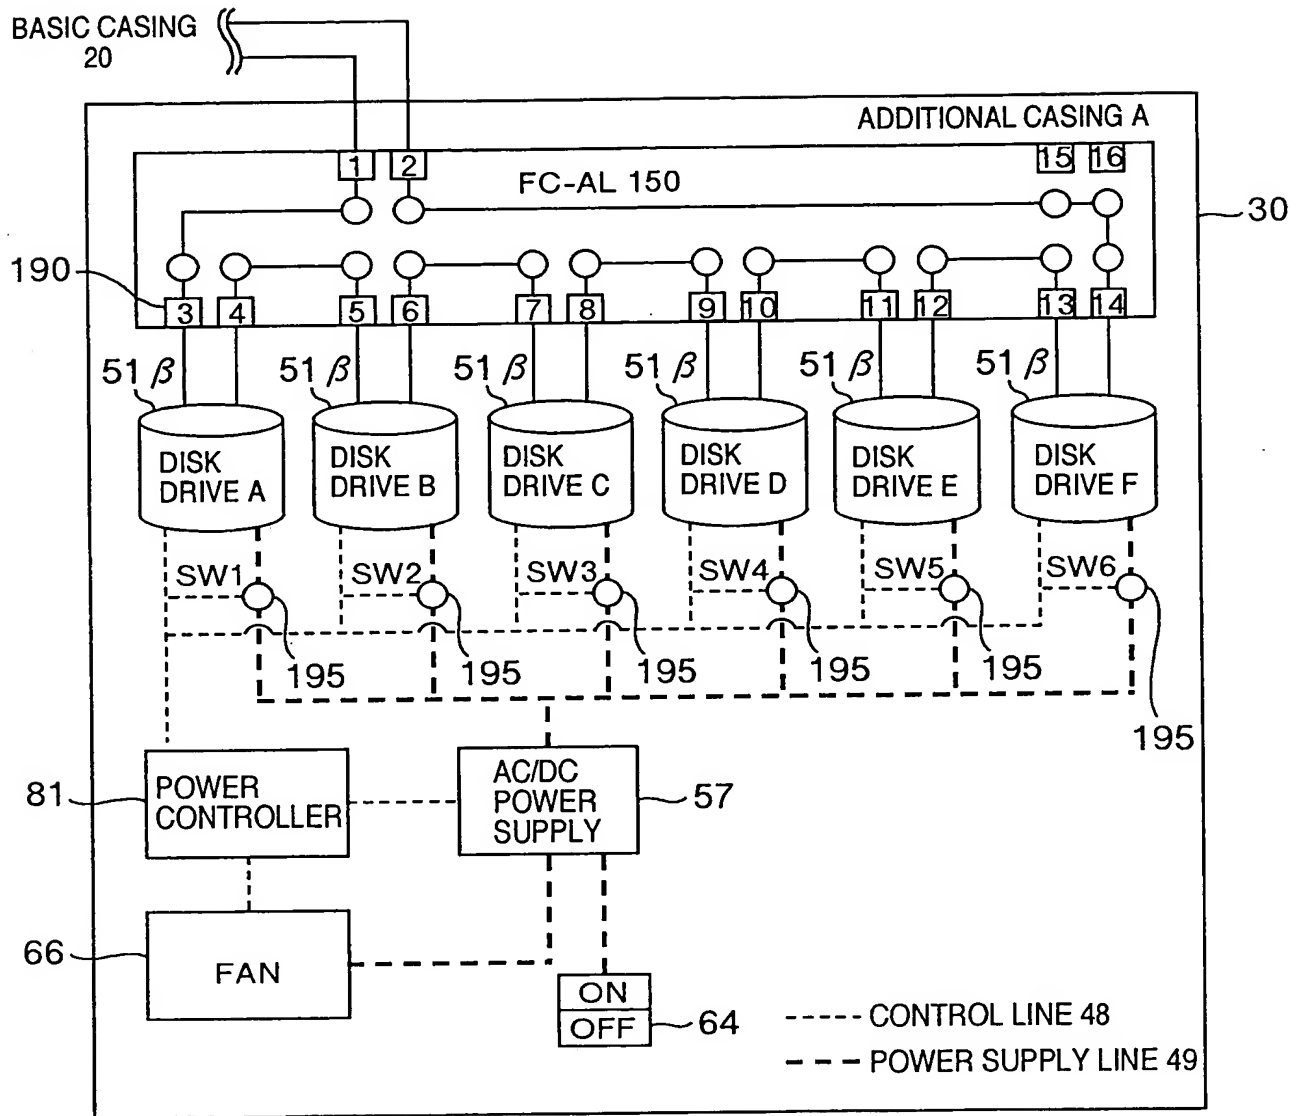 BASIC CASING
20
ADDITIONAL CASING A
1 2 15 16
FC-AL 150
30
190
3 4 5 6 7 8 9 10 11 12 13 14
51β 51β 51β 51β 51β 51β
DISK
DRIVE A
DISK
DRIVE B
DISK
DRIVE C
DISK
DRIVE D
DISK
DRIVE E
DISK
DRIVE F
SW1 SW2 SW3 SW4 SW5 SW6
195 195 195 195 195
195
81
POWER
CONTROLLER
AC/DC
POWER
SUPPLY
57
66
FAN
ON
OFF
64
CONTROL LINE 48
POWER SUPPLY LINE 49